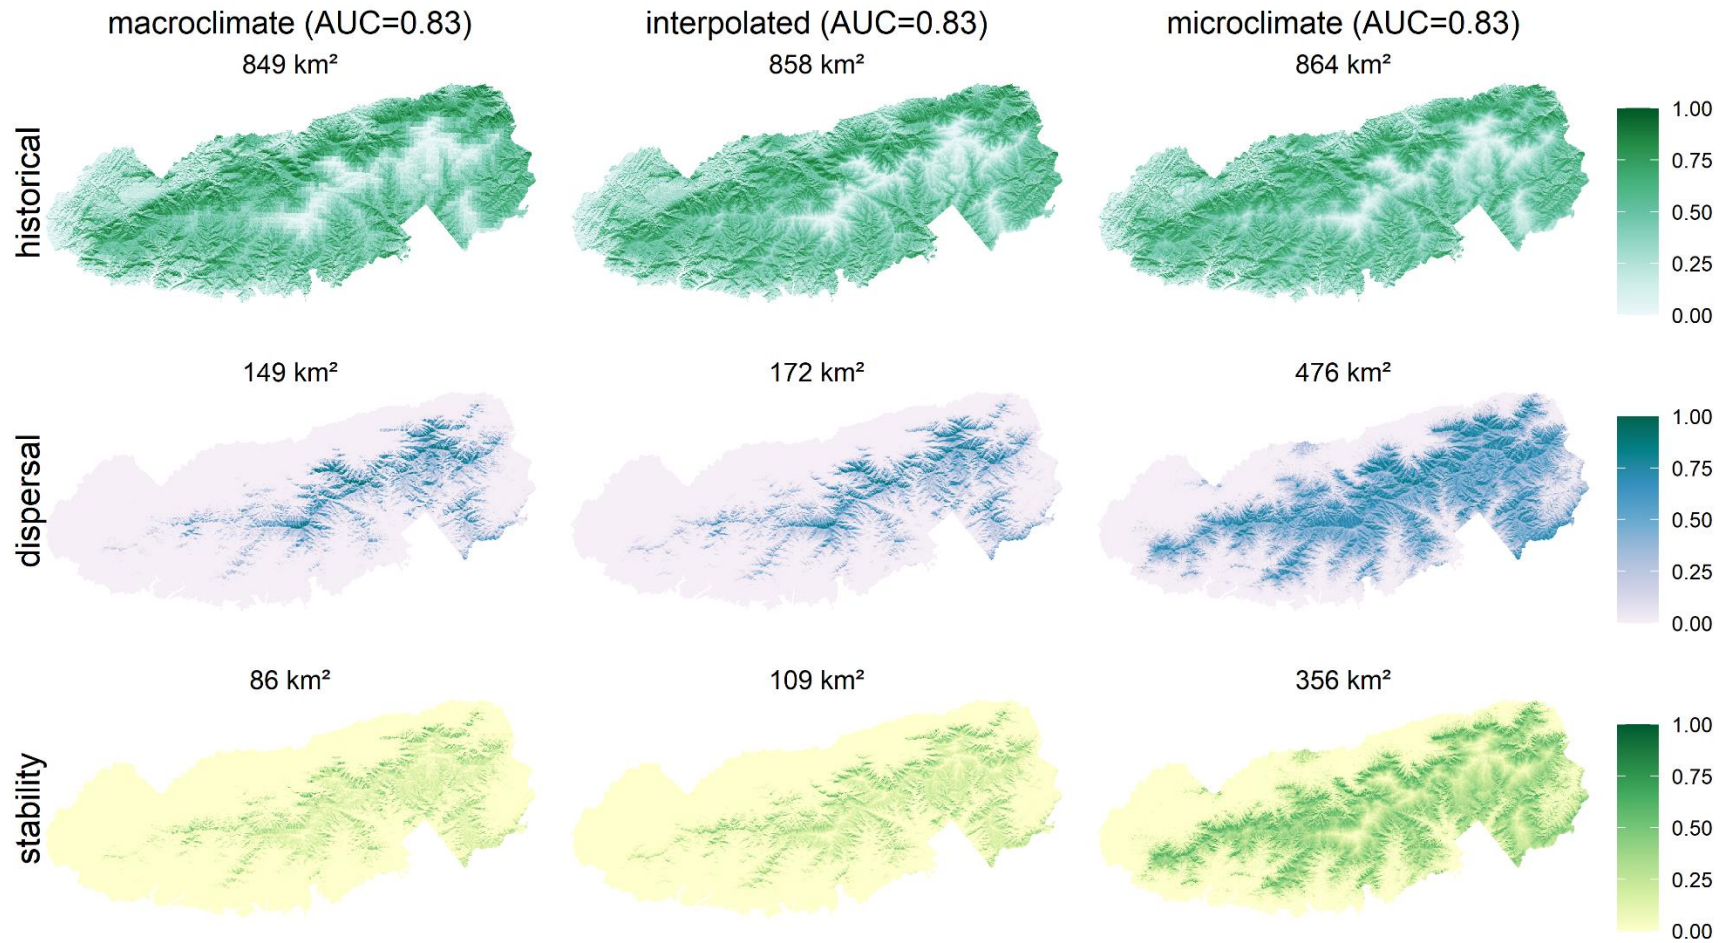 macroclimate (AUC=0.83)
interpolated (AUC=0.83)
microclimate (AUC=0.83)
849 km²
858 km²
864 km²
historical
1.00
0.75
0.50
0.25
0.00
149 km²
172 km²
476 km²
dispersal
1.00
0.75
0.50
0.25
0.00
86 km²
109 km²
356 km²
stability
1.00
0.75
0.50
0.25
0.00